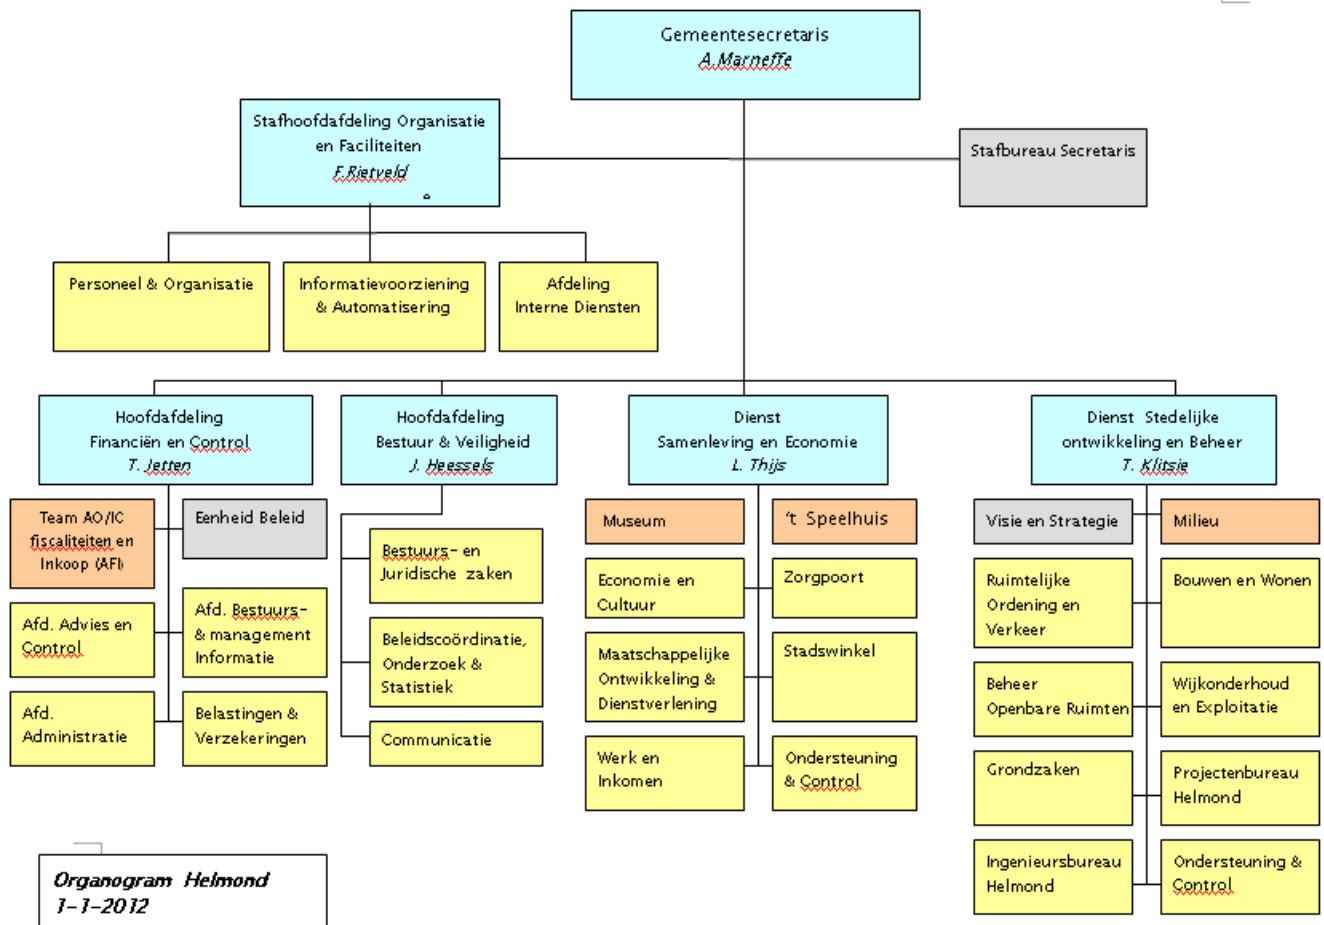 Gemeentesecretaris
A.Marneffe
Stafhoofdafdeling Organisatie
en Faciliteiten
F.Rietveld
Stafbureau Secretaris
Personeel & Organisatie
Informatievoorziening
& Automatisering
Afdeling
Interne Diensten
Hoofdafdeling
Financiën en Control
T. Jetten
Hoofdafdeling
Bestuur & Veiligheid
J. Heessels
Dienst
Samenleving en Economie
L. Thijs
Dienst Stedelijke
ontwikkeling en Beheer
T. Klitsie
Team AO/IC
fiscaliteiten en
Inkoop (AFI)
Eenheid Beleid
Afd. Advies en
Control
Afd. Bestuurs-
& management
Informatie
Afd.
Administratie
Belastingen &
Verzekeringen
Bestuurs- en
Juridische zaken
Beleidscoördinatie,
Onderzoek &
Statistiek
Communicatie
Museum
't Speelhuis
Economie en
Cultuur
Zorgpoort
Maatschappelijke
Ontwikkeling &
Dienstverlening
Stadswinkel
Werk en
Inkomen
Ondersteuning
& Control
Visie en Strategie
Milieu
Ruimtelijke
Ordening en
Verkeer
Bouwen en Wonen
Beheer
Openbare Ruimten
Wijkonderhoud
en Exploitatie
Grondzaken
Projectenbureau
Helmond
Ingenieursbureau
Helmond
Ondersteuning &
Control
Organogram Helmond
1-1-2012